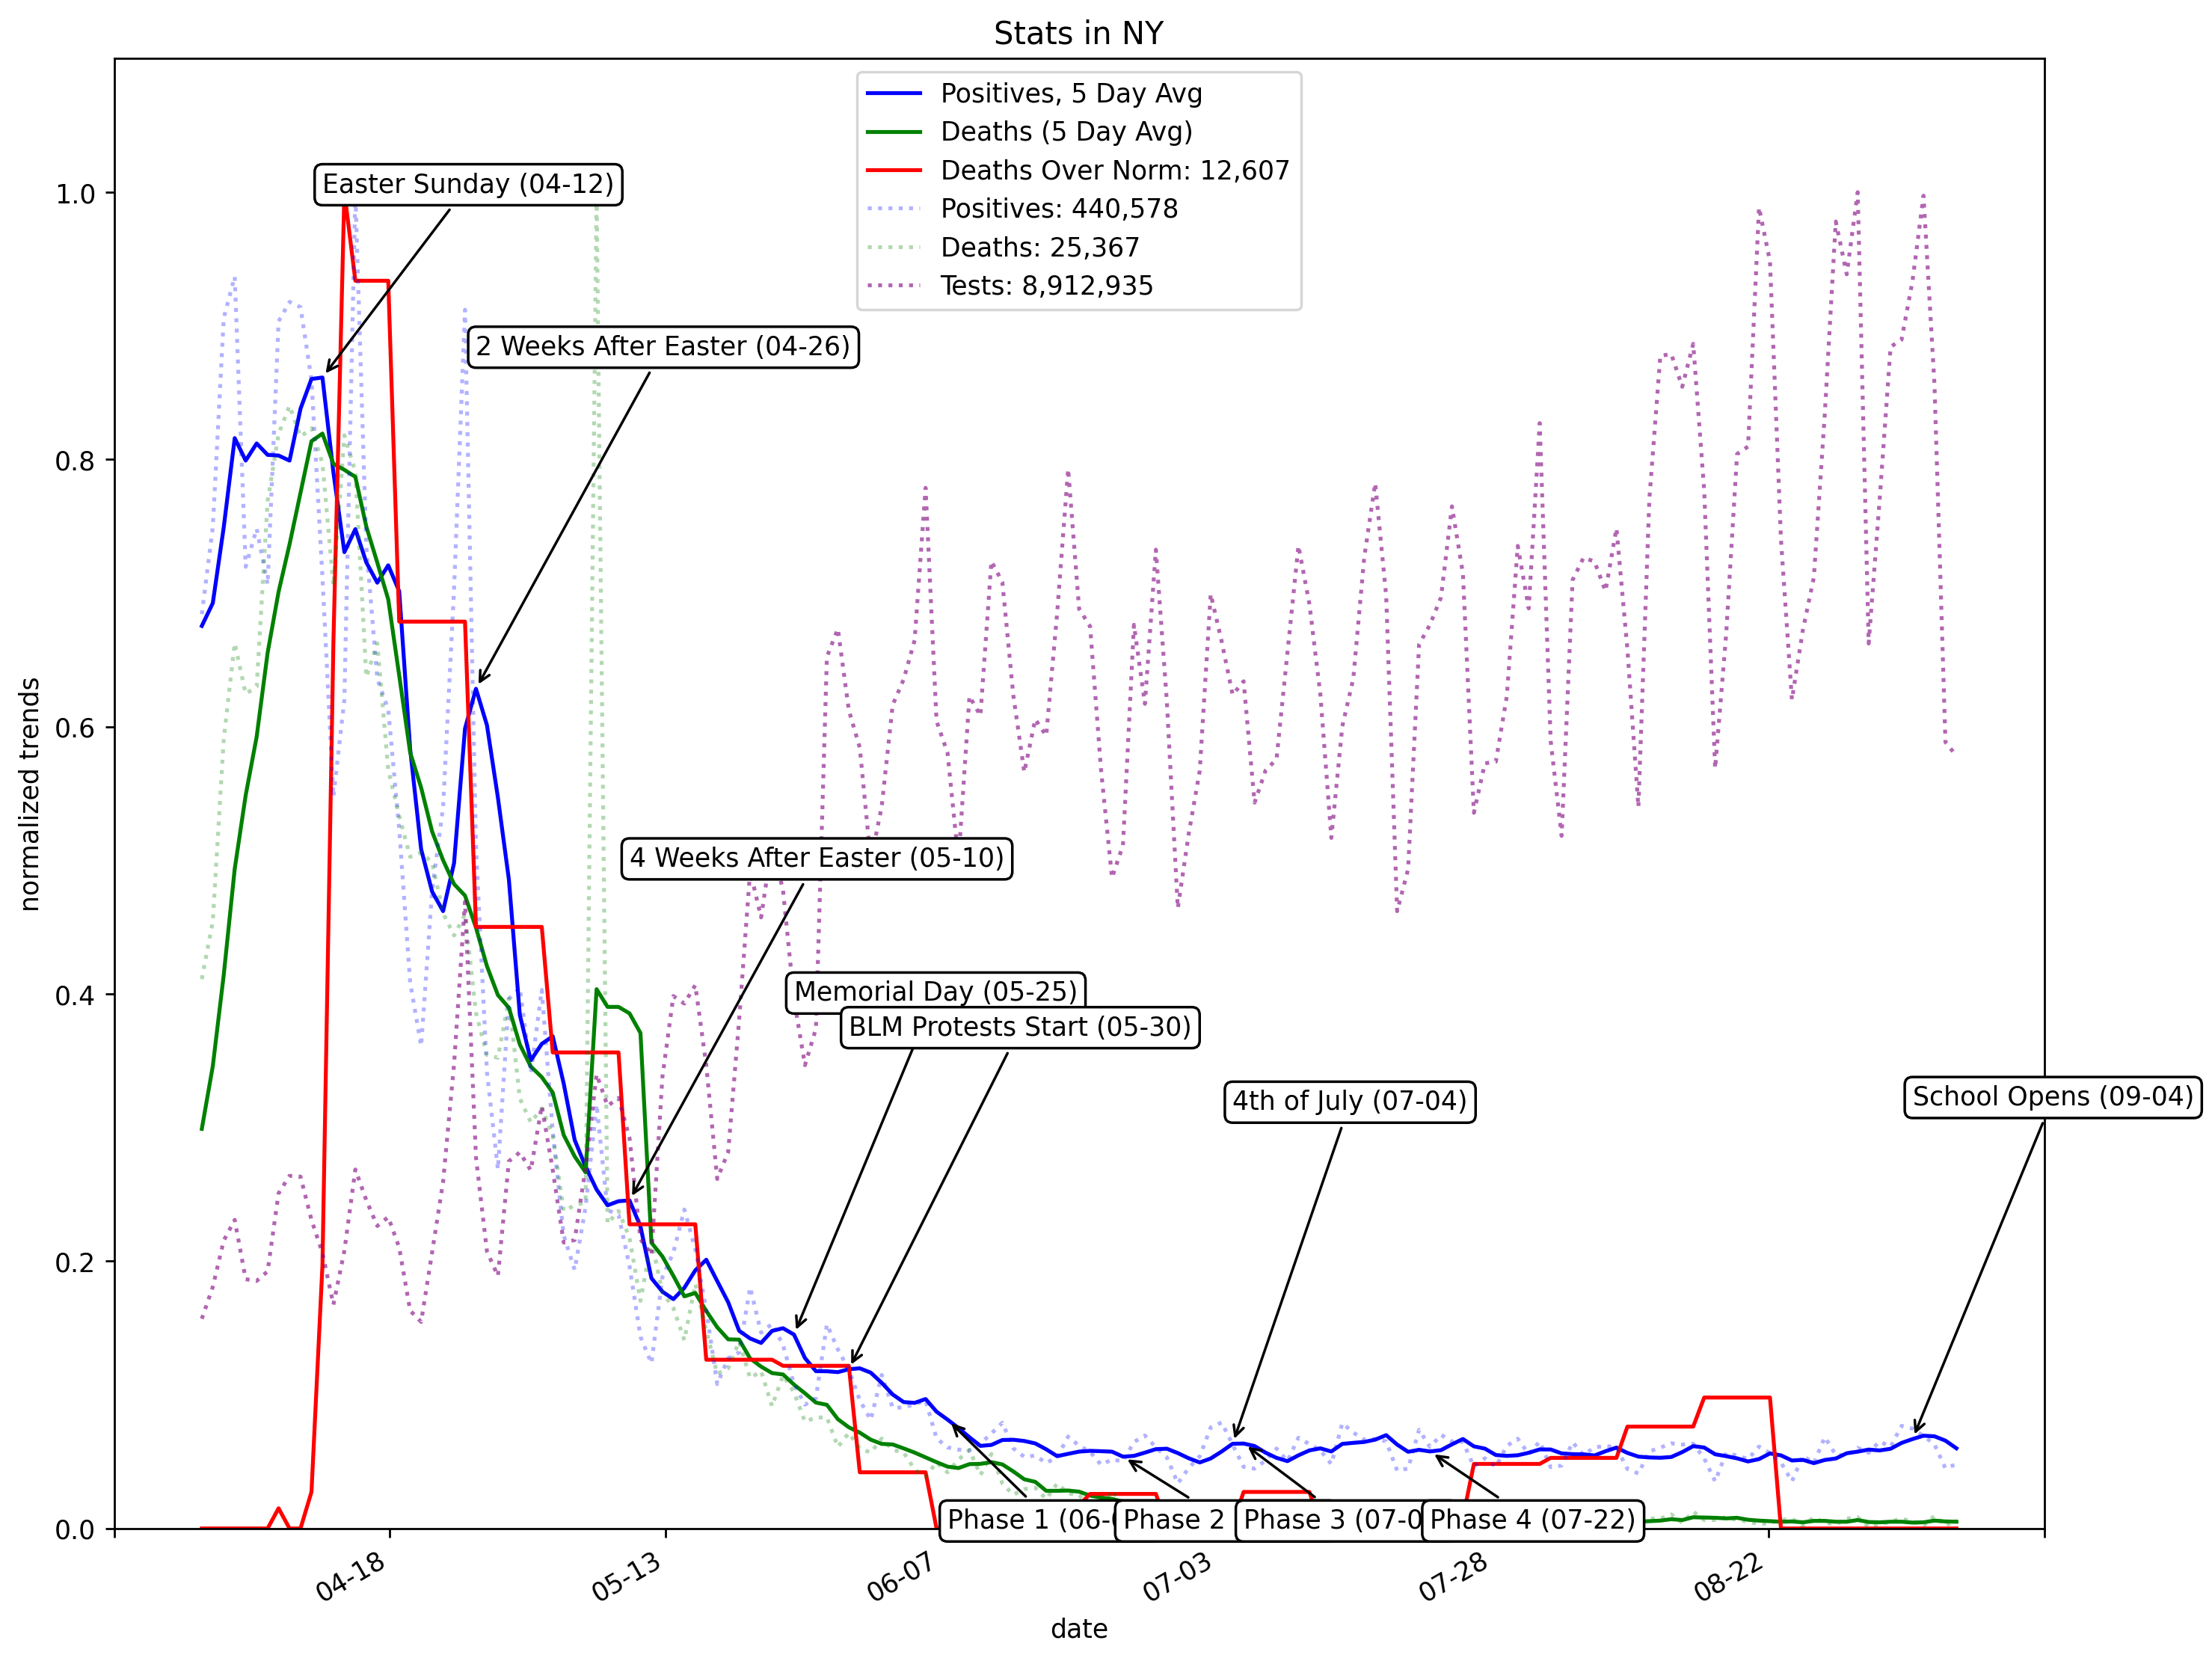 Stats in NY
Positives, 5 Day Avg
Deaths (5 Day Avg)
Deaths Over Norm: 12,607
Positives: 440,578
Deaths: 25,367
Tests: 8,912,935
Easter Sunday (04-12)
2 Weeks After Easter (04-26)
4 Weeks After Easter (05-10)
Memorial Day (05-25)
BLM Protests Start (05-30)
4th of July (07-04)
School Opens (09-04)
Phase 1 (06-
Phase 2
Phase 3 (07-0
Phase 4 (07-22)
1.0
0.8
0.6
0.4
0.2
0.0
normalized trends
04-18
05-13
06-07
07-03
07-28
08-22
date